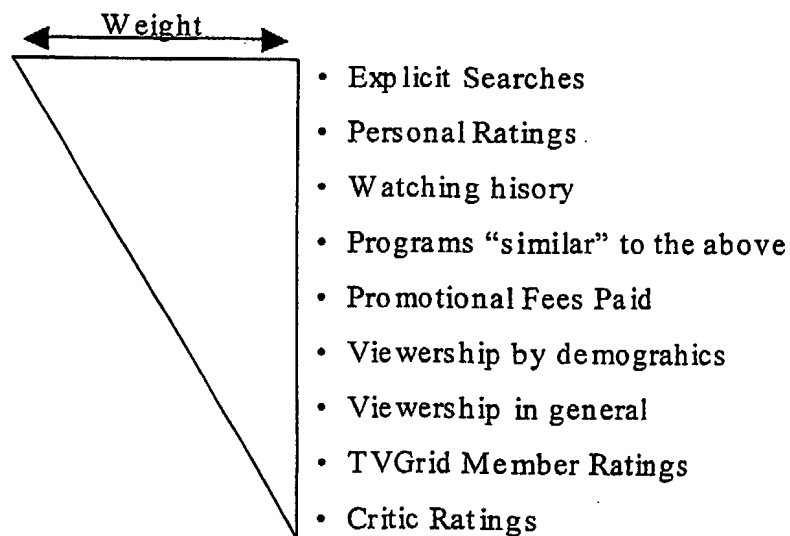 Weight
• Explicit Searches
• Personal Ratings
• Watching hisory
• Programs “similar” to the above
• Promotional Fees Paid
• Viewership by demograhics
• Viewership in general
• TVGrid Member Ratings
• Critic Ratings